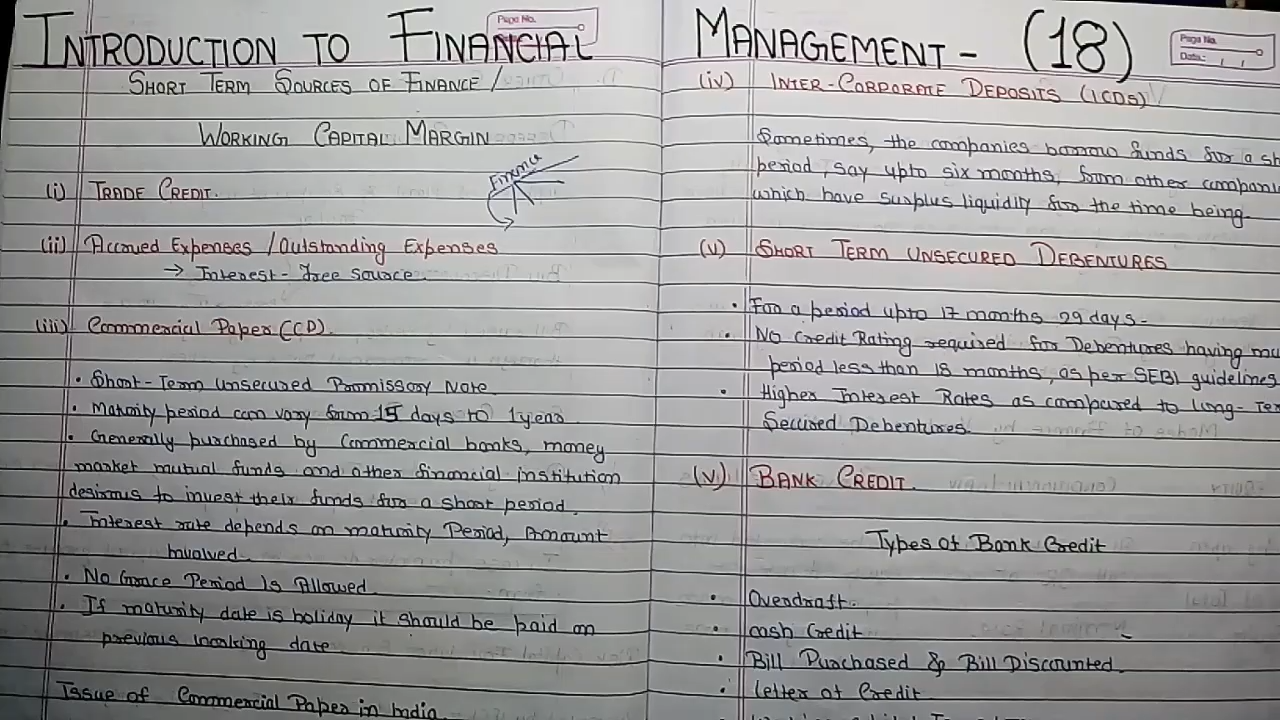 INTRODUCTION TO FINANCIAL MANAGEMENT - (18)
Page No.
SHORT TERM SOURCES OF FINANCE /
WORKING CAPITAL MARGIN
Finance
(i) TRADE CREDIT.
(ii) Accrued Expenses / Outstanding Expenses
→ Interest-free source.
(iii) Commercial Paper (CP).
• Short-Term unsecured Promissory Note
• Maturity period can vary from 15 days to 1 year
• Generally purchased by Commercial banks, money
market mutual funds and other financial institution
desirous to invest their funds for a short period.
• Interest rate depends on maturity Period, Amount
Involved
• No Grace Period Is Allowed
• If maturity date is holiday it should be paid on
previous working date
Issue of Commercial Paper in India
Page No.
Date: / /
(iv) INTER-CORPORATE DEPOSITS (ICDS)
Sometimes, the companies borrow funds for a sh
period, say upto six months, from other compani
which have surplus liquidity for the time being
(v) SHORT TERM UNSECURED DEBENTURES
• For a period upto 17 months 29 days-
• No Credit Rating required for Debentures having mu
period less than 18 months, as per SEBI guidelines
• Higher Interest Rates as compared to long-Ter
Secured Debentures.
(v) BANK CREDIT.
Types of Bank Credit
• Overdraft.
• Cash Credit
• Bill Purchased & Bill Discounted
• Letter of Credit